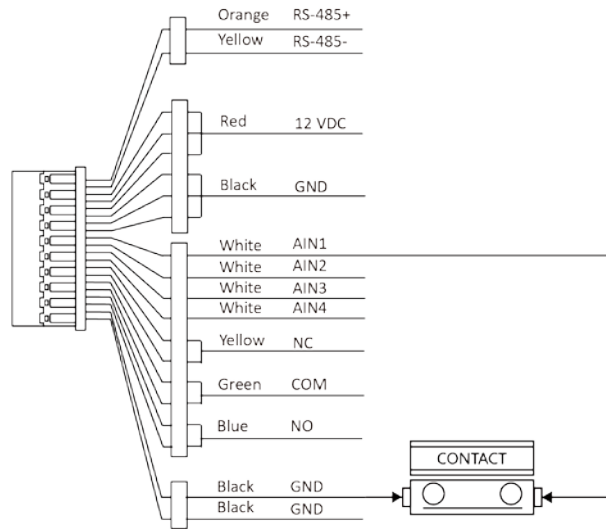 Orange RS-485+
Yellow RS-485-
Red 12 VDC
Black GND
White AIN1
White AIN2
White AIN3
White AIN4
Yellow NC
Green COM
Blue NO
CONTACT
Black GND
Black GND